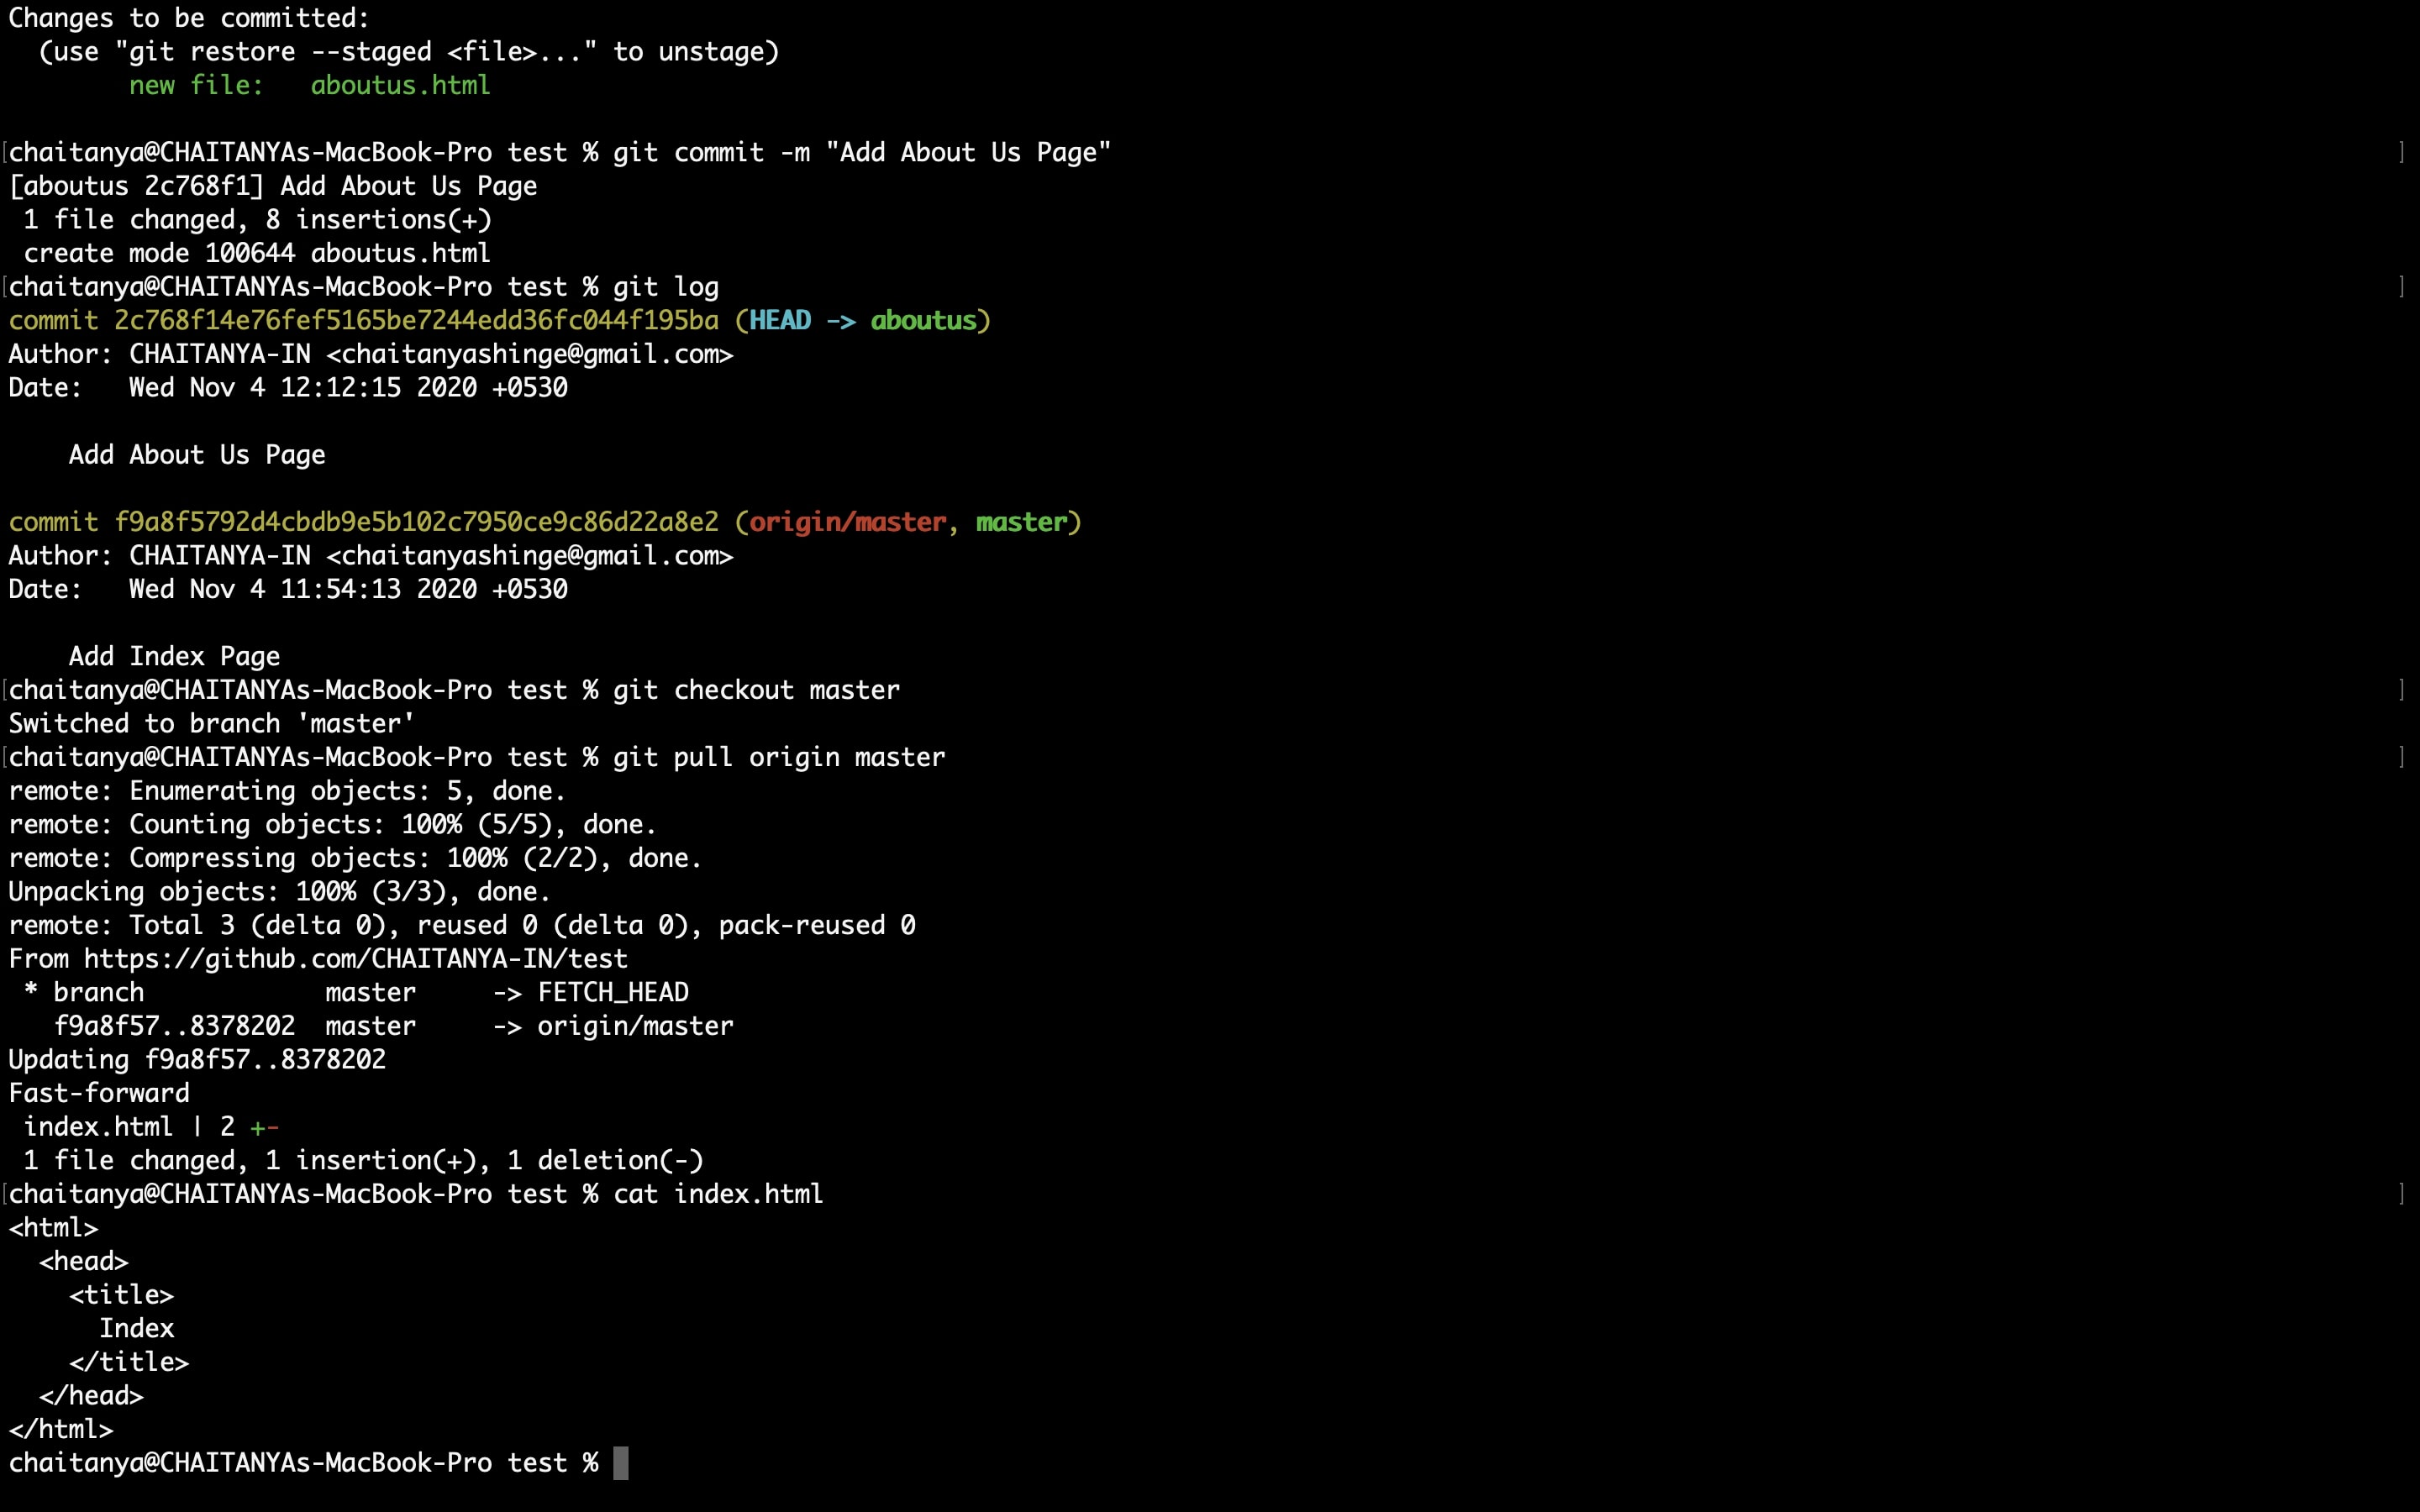 Changes to be committed:
  (use "git restore --staged <file>..." to unstage)
        new file:   aboutus.html
[chaitanya@CHAITANYAs-MacBook-Pro test % git commit -m "Add About Us Page" ]
[aboutus 2c768f1] Add About Us Page
 1 file changed, 8 insertions(+)
 create mode 100644 aboutus.html
[chaitanya@CHAITANYAs-MacBook-Pro test % git log ]
commit 2c768f14e76fef5165be7244edd36fc044f195ba (HEAD -> aboutus)
Author: CHAITANYA-IN <chaitanyashinge@gmail.com>
Date:   Wed Nov 4 12:12:15 2020 +0530
    Add About Us Page
commit f9a8f5792d4cbdb9e5b102c7950ce9c86d22a8e2 (origin/master, master)
Author: CHAITANYA-IN <chaitanyashinge@gmail.com>
Date:   Wed Nov 4 11:54:13 2020 +0530
    Add Index Page
[chaitanya@CHAITANYAs-MacBook-Pro test % git checkout master ]
Switched to branch 'master'
[chaitanya@CHAITANYAs-MacBook-Pro test % git pull origin master ]
remote: Enumerating objects: 5, done.
remote: Counting objects: 100% (5/5), done.
remote: Compressing objects: 100% (2/2), done.
Unpacking objects: 100% (3/3), done.
remote: Total 3 (delta 0), reused 0 (delta 0), pack-reused 0
From https://github.com/CHAITANYA-IN/test
 * branch            master     -> FETCH_HEAD
   f9a8f57..8378202  master     -> origin/master
Updating f9a8f57..8378202
Fast-forward
 index.html | 2 +-
 1 file changed, 1 insertion(+), 1 deletion(-)
[chaitanya@CHAITANYAs-MacBook-Pro test % cat index.html ]
<html>
  <head>
    <title>
      Index
    </title>
  </head>
</html>
chaitanya@CHAITANYAs-MacBook-Pro test %